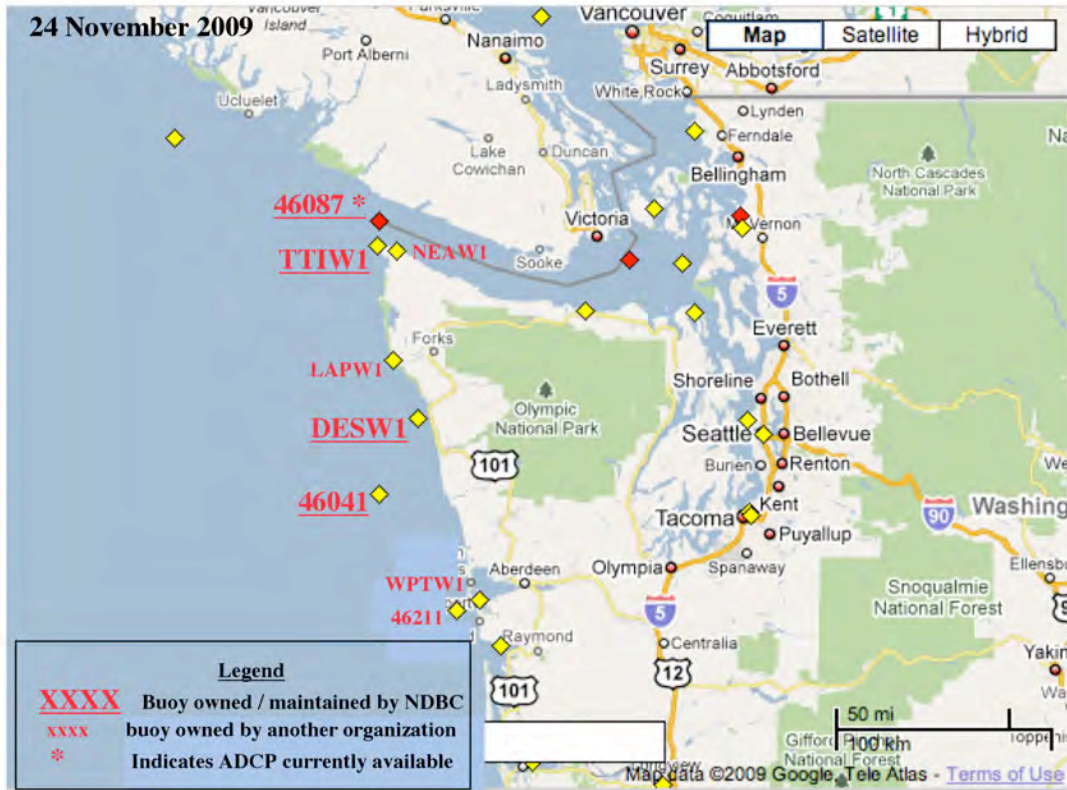 24 November 2009
Map
Satellite
Hybrid
Vancouver
Vancouver
Island
Nanaimo
Port Alberni
Surrey
Abbotsford
Ladysmith
White Rock
Ucluelet
Lynden
Ferndale
Lake
Cowichan
Duncan
Bellingham
North Cascades
National Park
46087 *
Victoria
Vernon
TTIW1
NEAW1
Sooke
5
Everett
Forks
LAPW1
Shoreline
Bothell
Olympic
National Park
DESW1
Seattle
Bellevue
101
Burien
Renton
46041
Kent
90
Washing
Tacoma
Puyallup
Spanaway
WPTW1
Aberdeen
Olympia
Ellensbu
Snoqualmie
National Forest
46211
5
Raymond
Centralia
Legend
12
Yakin
XXXX Buoy owned / maintained by NDBC
101
xxxx buoy owned by another organization
50 mi
* Indicates ADCP currently available
100 km
Toppenis
Map data ©2009 Google, Tele Atlas - Terms of Use